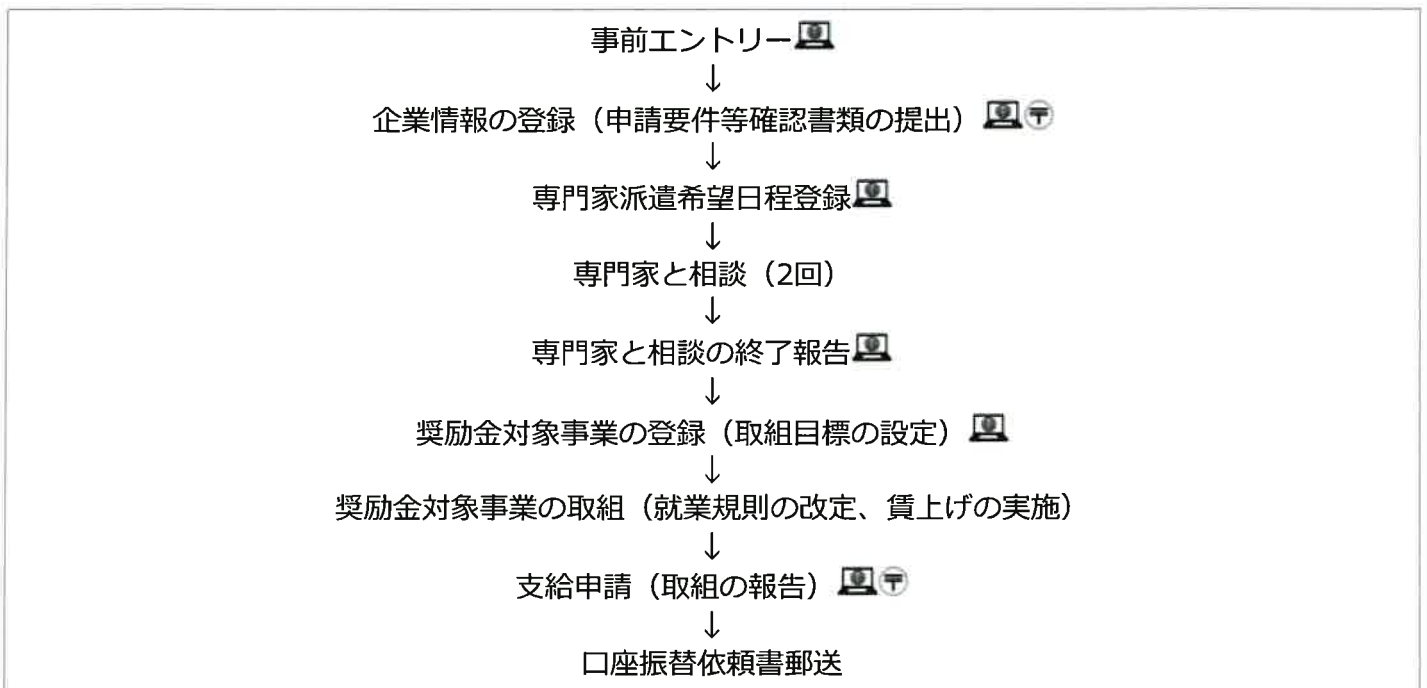 事前エントリー
↓
企業情報の登録（申請要件等確認書類の提出）〒
↓
専門家派遣希望日程登録
↓
専門家と相談（2回）
↓
専門家と相談の終了報告
↓
奨励金対象事業の登録（取組目標の設定）
↓
奨励金対象事業の取組（就業規則の改定、賃上げの実施）
↓
支給申請（取組の報告）〒
↓
口座振替依頼書郵送